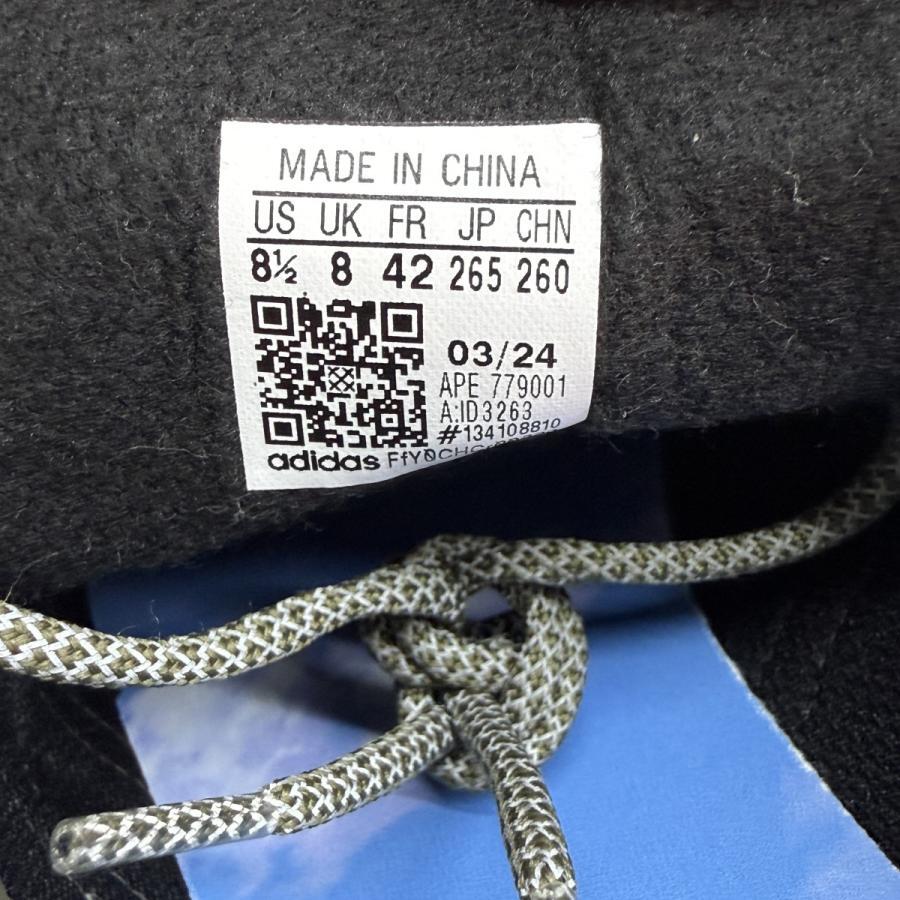 MADE IN CHINA
US UK FR JP CHN
8½ 8 42 265 260
03/24
APE 779001
A:ID3263
#134108810
adidas